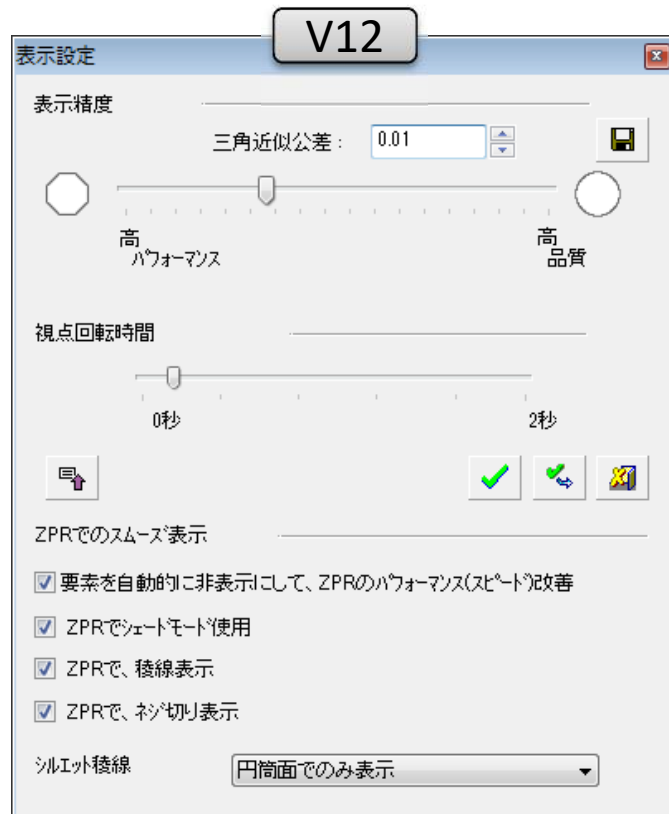 V12
表示設定
表示精度
三角近似公差: 0.01
高 高
パフォーマンス 品質
視点回転時間
0秒 2秒
ZPRでのスムーズ表示
要素を自動的に非表示にして、ZPRのパフォーマンス(スピード)改善
ZPRでシェードモード使用
ZPRで、稜線表示
ZPRで、ネジ切り表示
シルエット稜線 円筒面でのみ表示